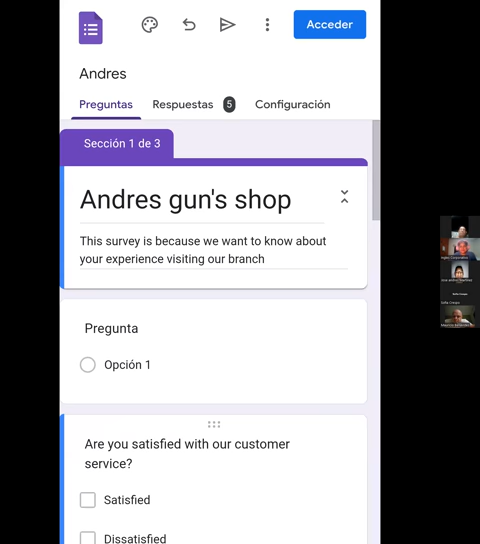 Acceder
Andres
Preguntas Respuestas 5 Configuración
Sección 1 de 3
Andres gun's shop
This survey is because we want to know about
your experience visiting our branch
Pregunta
Opción 1
Are you satisfied with our customer
service?
Satisfied
Dissatisfied